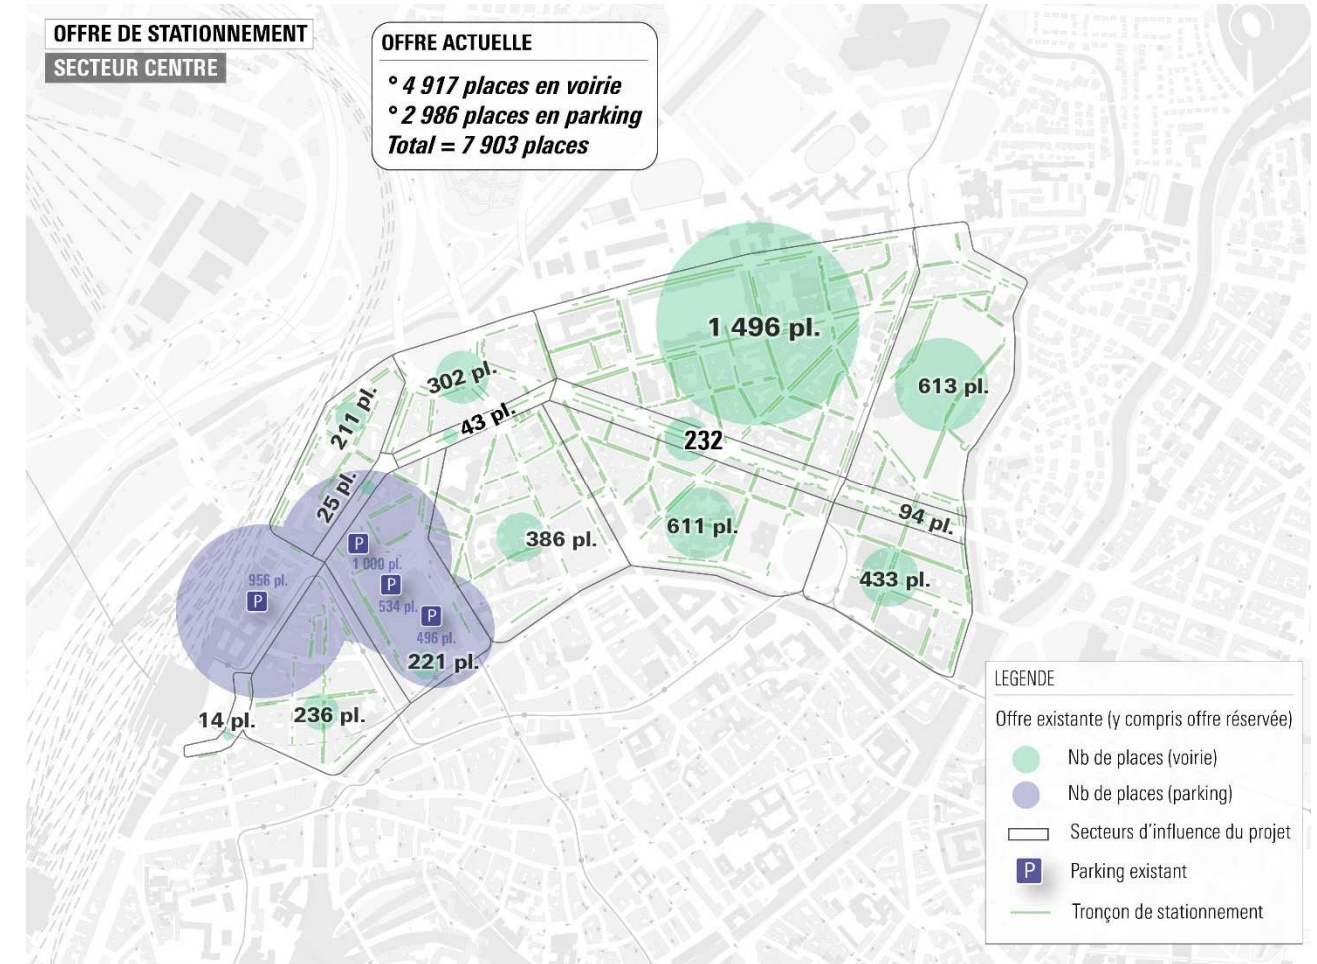 OFFRE DE STATIONNEMENT
SECTEUR CENTRE
OFFRE ACTUELLE
° 4 917 places en voirie
° 2 986 places en parking
Total = 7 903 places
1 496 pl.
302 pl.
613 pl.
211 pl.
43 pl.
232
25 pl.
94 pl.
611 pl.
386 pl.
P
1 000 pl.
433 pl.
956 pl.
P
P
534 pl.
P
496 pl.
221 pl.
14 pl.
236 pl.
LEGENDE
Offre existante (y compris offre réservée)
Nb de places (voirie)
Nb de places (parking)
Secteurs d'influence du projet
P
Parking existant
Tronçon de stationnement